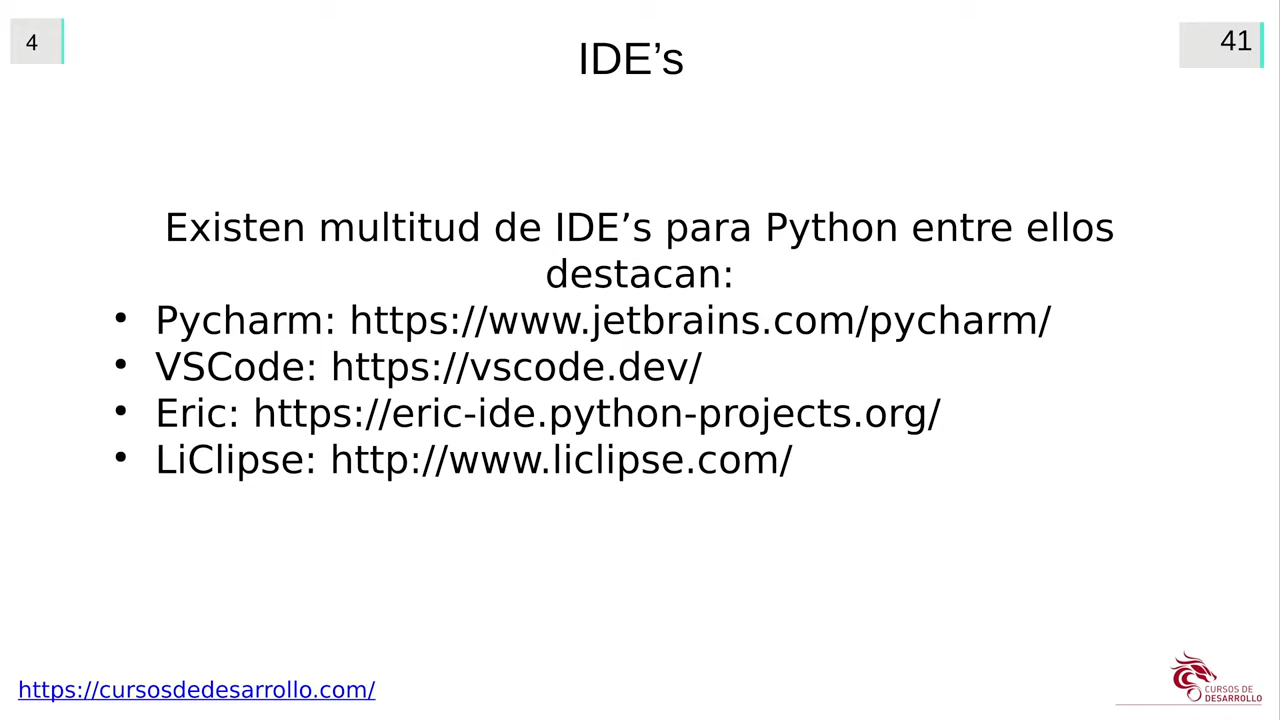 4
IDE’s
41
Existen multitud de IDE’s para Python entre ellos
destacan:
• Pycharm: https://www.jetbrains.com/pycharm/
• VSCode: https://vscode.dev/
• Eric: https://eric-ide.python-projects.org/
• LiClipse: http://www.liclipse.com/
https://cursosdedesarrollo.com/
CURSOS DE
DESARROLLO